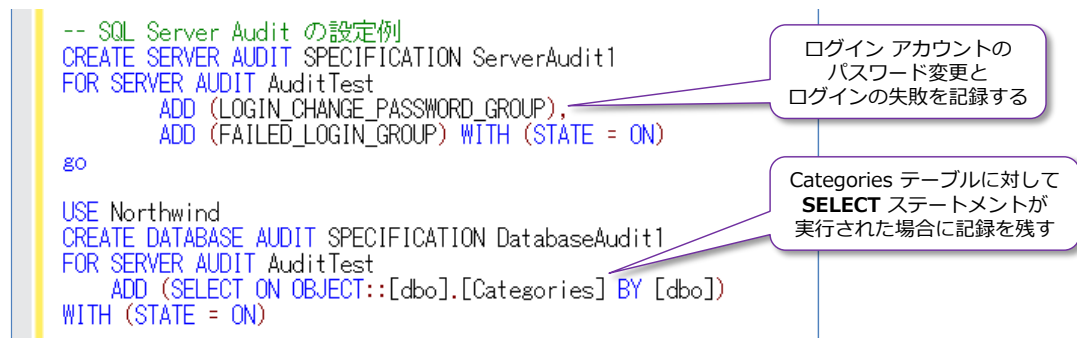 -- SQL Server Audit の設定例
CREATE SERVER AUDIT SPECIFICATION ServerAudit1
FOR SERVER AUDIT AuditTest
ADD (LOGIN_CHANGE_PASSWORD_GROUP),
ADD (FAILED_LOGIN_GROUP) WITH (STATE = ON)
go
ログイン アカウントの
パスワード変更と
ログインの失敗を記録する
USE Northwind
CREATE DATABASE AUDIT SPECIFICATION DatabaseAudit1
FOR SERVER AUDIT AuditTest
ADD (SELECT ON OBJECT::[dbo].[Categories] BY [dbo])
WITH (STATE = ON)
Categories テーブルに対して
SELECT ステートメントが
実行された場合に記録を残す